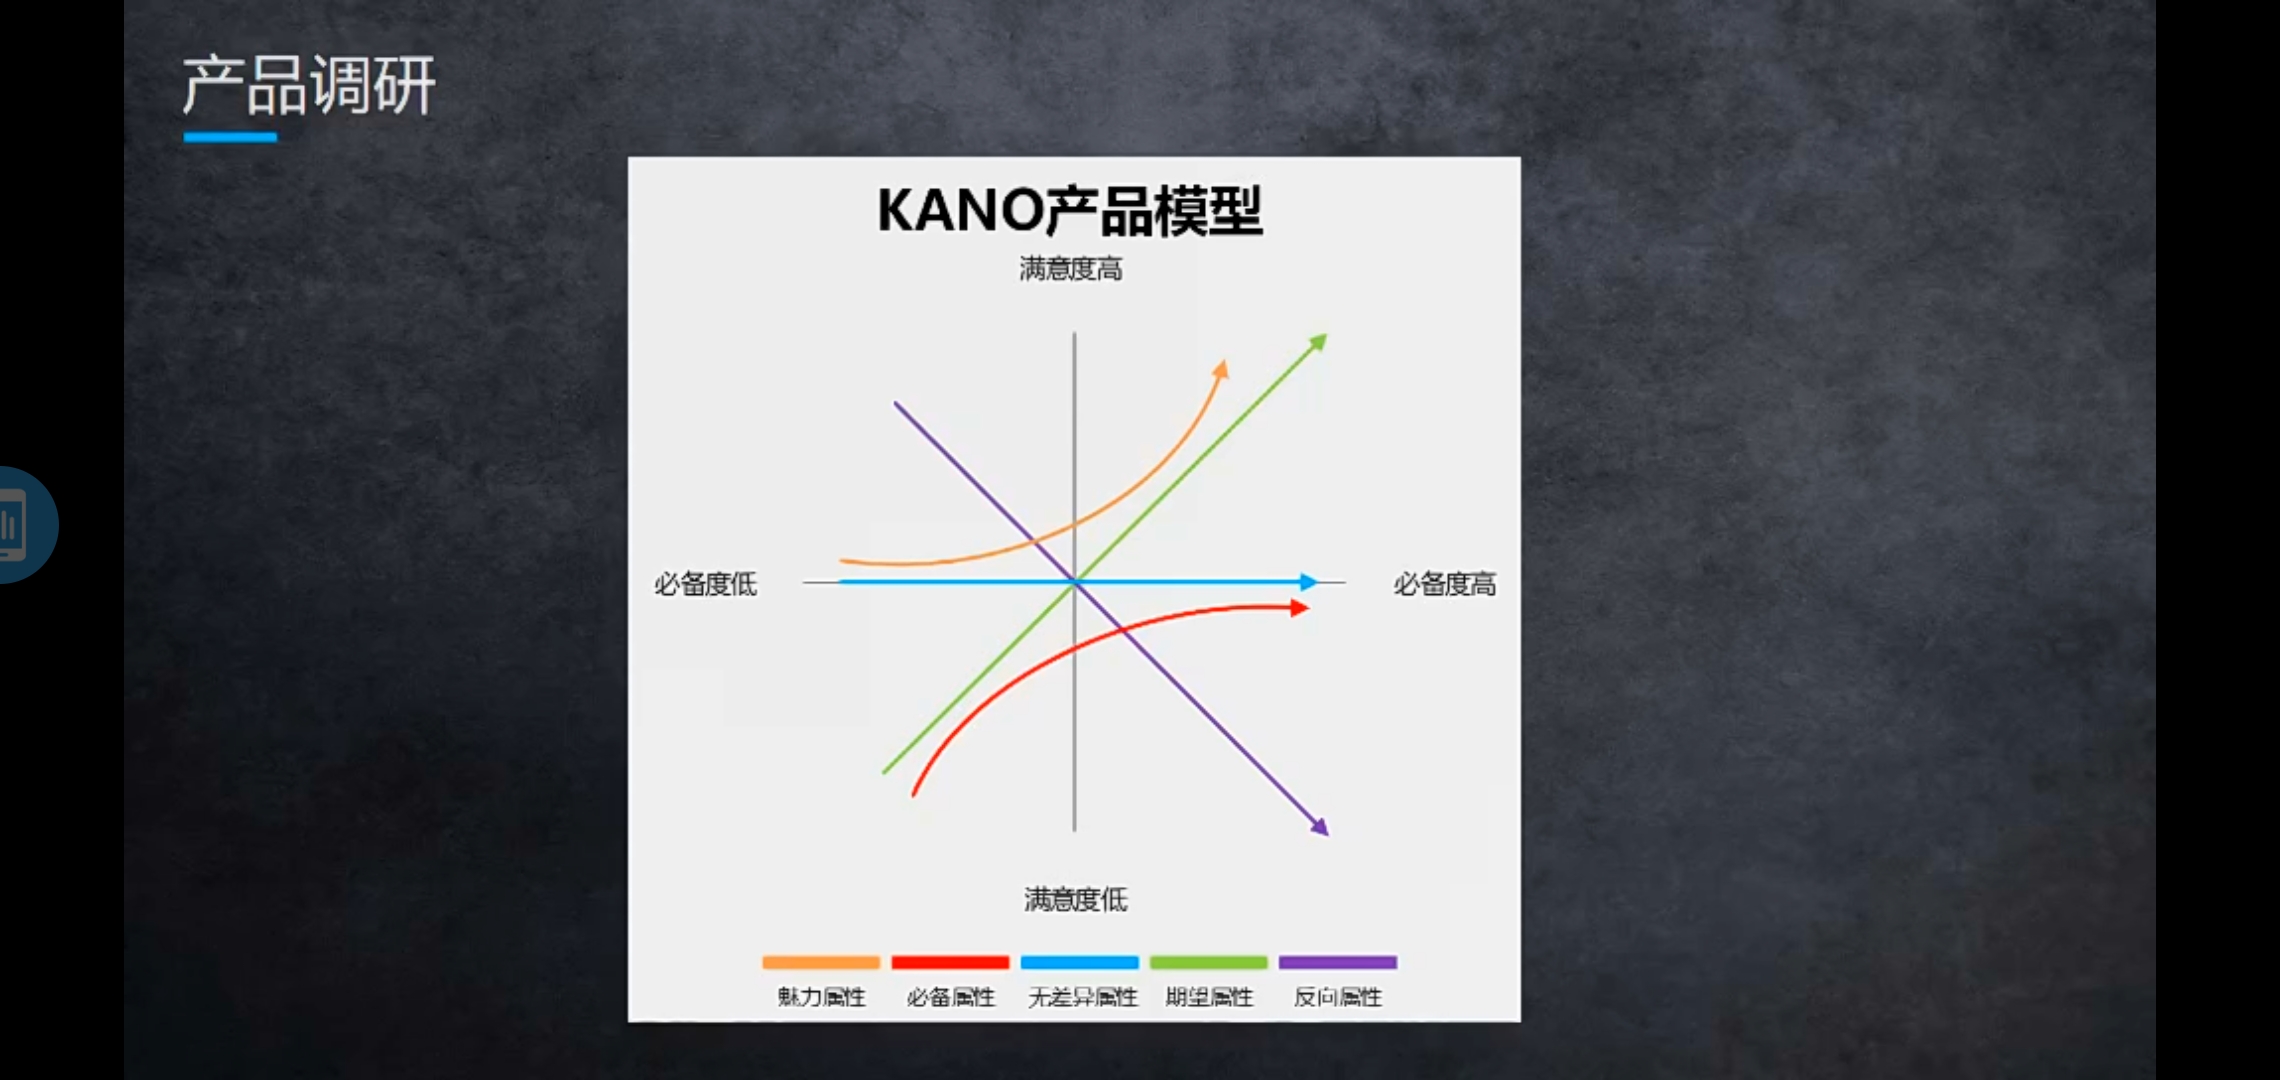 产品调研
KANO产品模型
满意度高
必备度低
必备度高
满意度低
魅力属性
必备属性
无差异属性
期望属性
反向属性